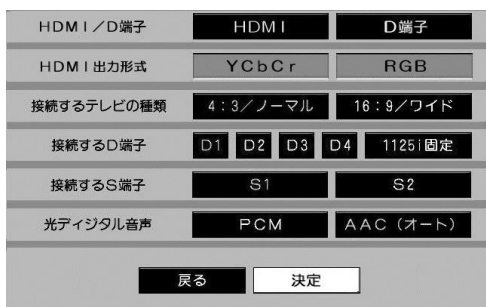 HDMI／D端子 HDMI D端子
HDMI出力形式 YCbCr RGB
接続するテレビの種類 4:3／ノーマル 16:9／ワイド
接続するD端子 D1 D2 D3 D4 1125i固定
接続するS端子 S1 S2
光ディジタル音声 PCM AAC（オート）
戻る 決定